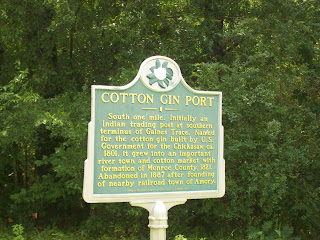 COTTON GIN PORT
South one mile. Initially an
Indian trading post at southern
terminus of Gaines Trace. Named
for the cotton gin built by U.S.
Government for the Chickasaw ca.
1801, it grew into an important
river town and cotton market with
formation of Monroe County, 1821.
Abandoned in 1887 after founding
of nearby railroad town of Amory.